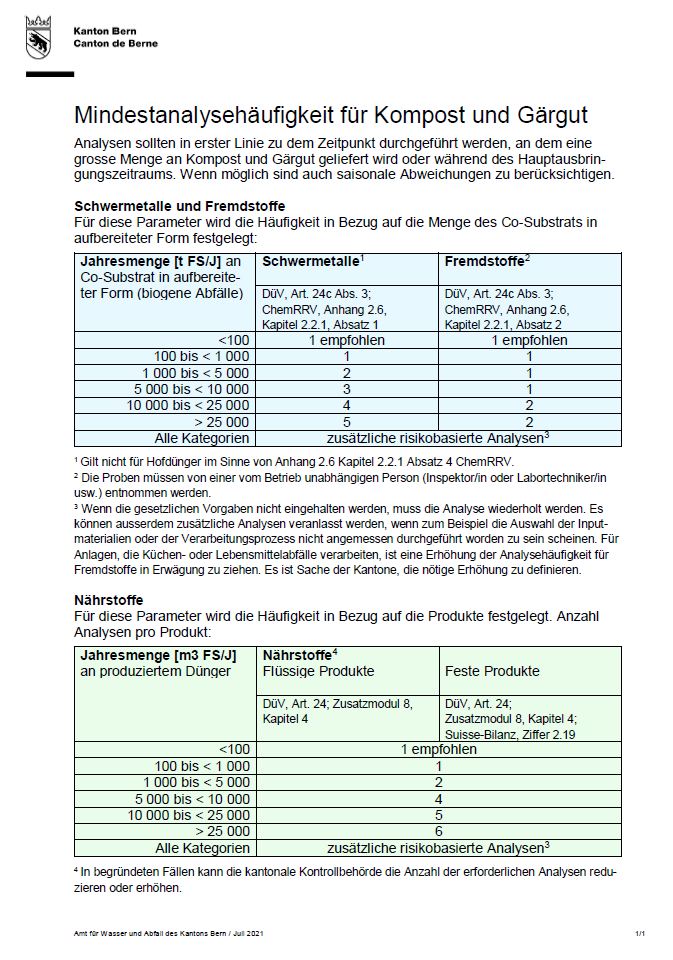 Kanton Bern
Canton de Berne
Mindestanalysehäufigkeit für Kompost und Gärgut
Analysen sollten in erster Linie zu dem Zeitpunkt durchgeführt werden, an dem eine
grosse Menge an Kompost und Gärgut geliefert wird oder während des Hauptausbrin-
gungszeitraums. Wenn möglich sind auch saisonale Abweichungen zu berücksichtigen.
Schwermetalle und Fremdstoffe
Für diese Parameter wird die Häufigkeit in Bezug auf die Menge des Co-Substrats in
aufbereiteter Form festgelegt:
Jahresmenge [t FS/J] an Schwermetalle¹ Fremdstoffe²
Co-Substrat in aufbereite-
ter Form (biogene Abfälle) DüV, Art. 24c Abs. 3; DüV, Art. 24c Abs. 3;
ChemRRV, Anhang 2.6, ChemRRV, Anhang 2.6,
Kapitel 2.2.1, Absatz 1 Kapitel 2.2.1, Absatz 2
<100 1 empfohlen 1 empfohlen
100 bis < 1 000 1 1
1 000 bis < 5 000 2 1
5 000 bis < 10 000 3 1
10 000 bis < 25 000 4 2
> 25 000 5 2
Alle Kategorien zusätzliche risikobasierte Analysen³
¹ Gilt nicht für Hofdünger im Sinne von Anhang 2.6 Kapitel 2.2.1 Absatz 4 ChemRRV.
² Die Proben müssen von einer vom Betrieb unabhängigen Person (Inspektor/in oder Labortechniker/in
usw.) entnommen werden.
³ Wenn die gesetzlichen Vorgaben nicht eingehalten werden, muss die Analyse wiederholt werden. Es
können ausserdem zusätzliche Analysen veranlasst werden, wenn zum Beispiel die Auswahl der Input-
materialien oder der Verarbeitungsprozess nicht angemessen durchgeführt worden zu sein scheinen. Für
Anlagen, die Küchen- oder Lebensmittelabfälle verarbeiten, ist eine Erhöhung der Analysehäufigkeit für
Fremdstoffe in Erwägung zu ziehen. Es ist Sache der Kantone, die nötige Erhöhung zu definieren.
Nährstoffe
Für diese Parameter wird die Häufigkeit in Bezug auf die Produkte festgelegt. Anzahl
Analysen pro Produkt:
Jahresmenge [m3 FS/J] Nährstoffe⁴
an produziertem Dünger Flüssige Produkte Feste Produkte
DüV, Art. 24; Zusatzmodul 8, DüV, Art. 24;
Kapitel 4 Zusatzmodul 8, Kapitel 4;
Suisse-Bilanz, Ziffer 2.19
<100 1 empfohlen
100 bis < 1 000 1
1 000 bis < 5 000 2
5 000 bis < 10 000 4
10 000 bis < 25 000 5
> 25 000 6
Alle Kategorien zusätzliche risikobasierte Analysen³
⁴ In begründeten Fällen kann die kantonale Kontrollbehörde die Anzahl der erforderlichen Analysen redu-
zieren oder erhöhen.
Amt für Wasser und Abfall des Kantons Bern / Juli 2021 1/1